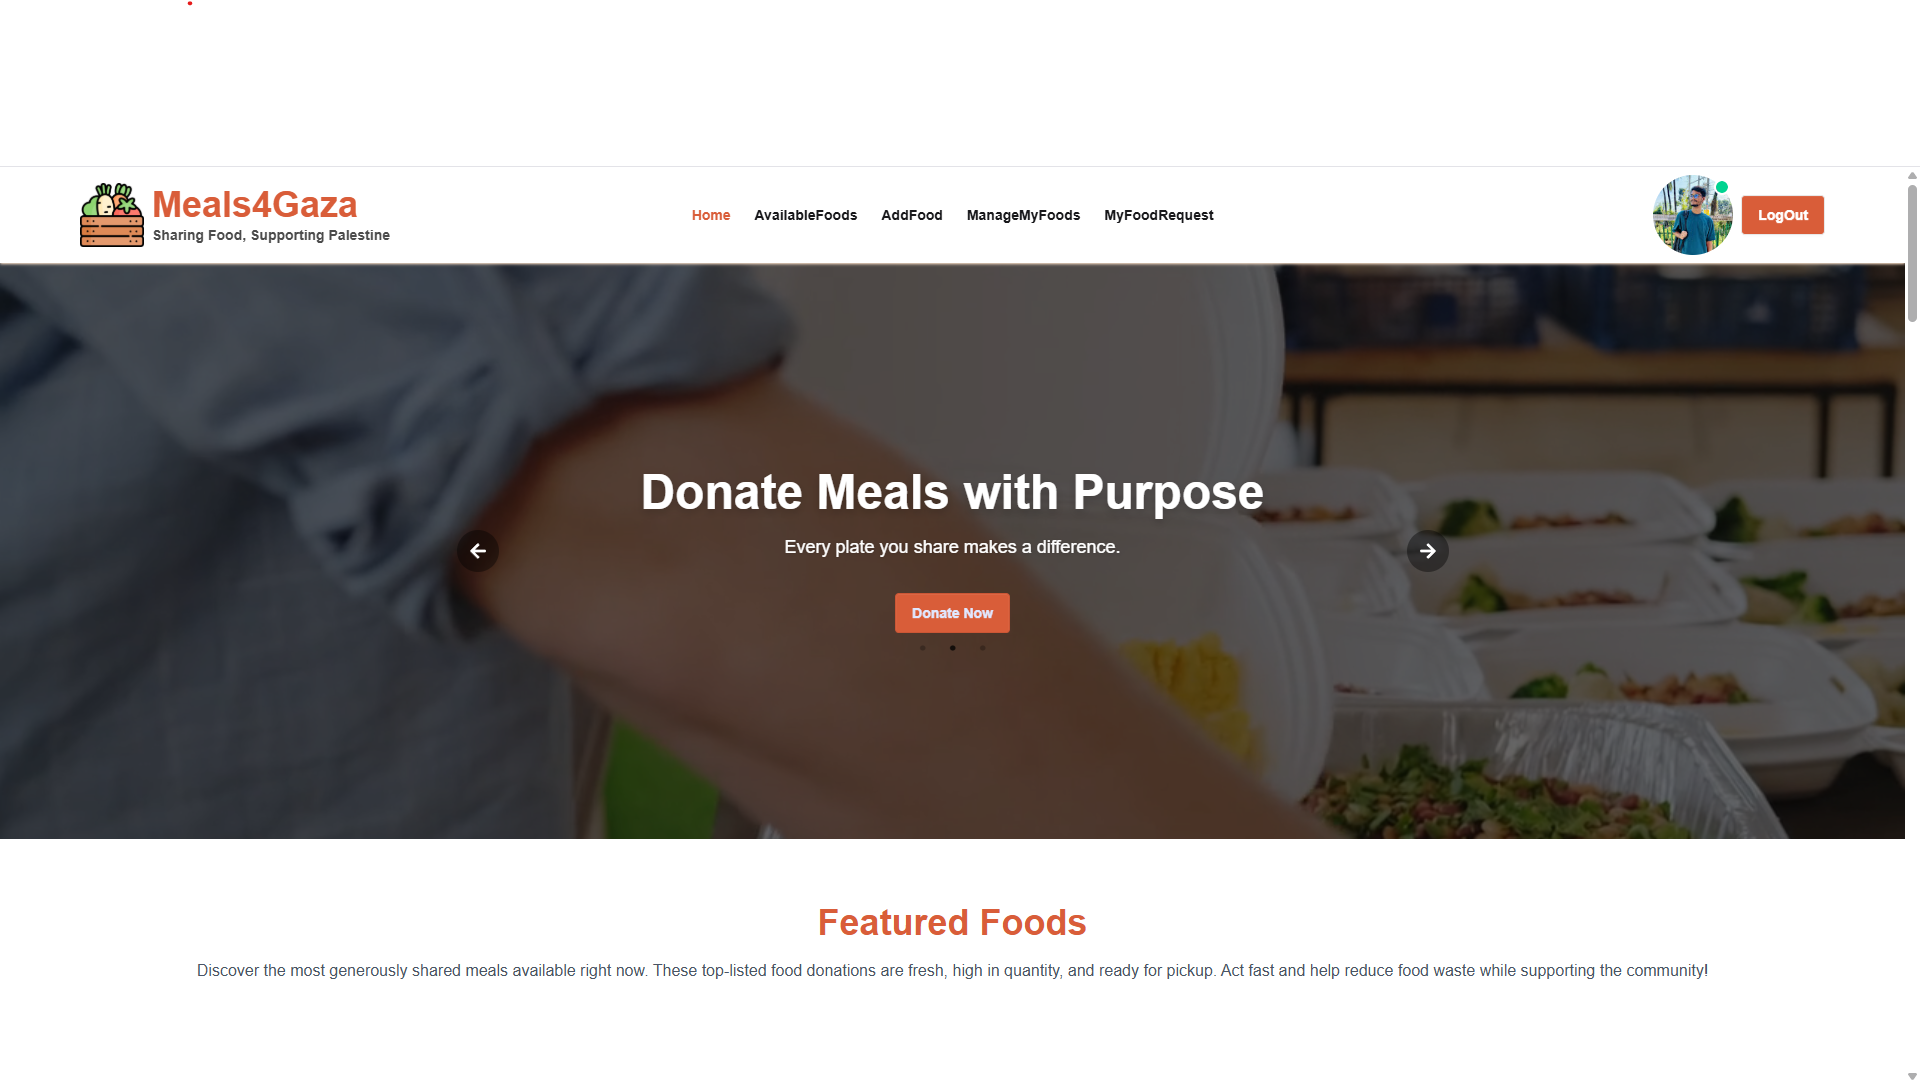 Meals4Gaza
Sharing Food, Supporting Palestine
Home
AvailableFoods
AddFood
ManageMyFoods
MyFoodRequest
LogOut
Donate Meals with Purpose
Every plate you share makes a difference.
Donate Now
Featured Foods
Discover the most generously shared meals available right now. These top-listed food donations are fresh, high in quantity, and ready for pickup. Act fast and help reduce food waste while supporting the community!